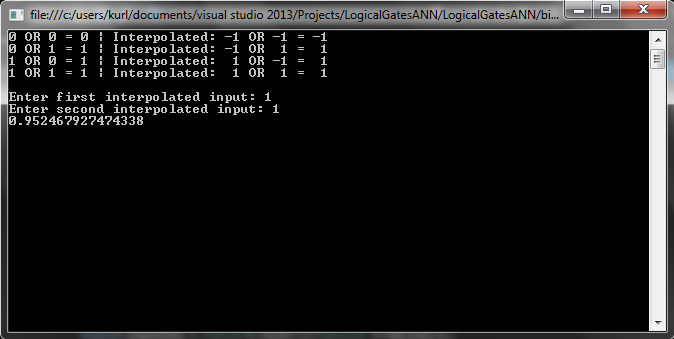 file:///c:/users/kurl/documents/visual studio 2013/Projects/LogicalGatesANN/LogicalGatesANN/bi...
0 OR 0 = 0 ¦ Interpolated: -1 OR -1 = -1
0 OR 1 = 1 ¦ Interpolated: -1 OR  1 =  1
1 OR 0 = 1 ¦ Interpolated:  1 OR -1 =  1
1 OR 1 = 1 ¦ Interpolated:  1 OR  1 =  1
Enter first interpolated input: 1
Enter second interpolated input: 1
0.952467927474338